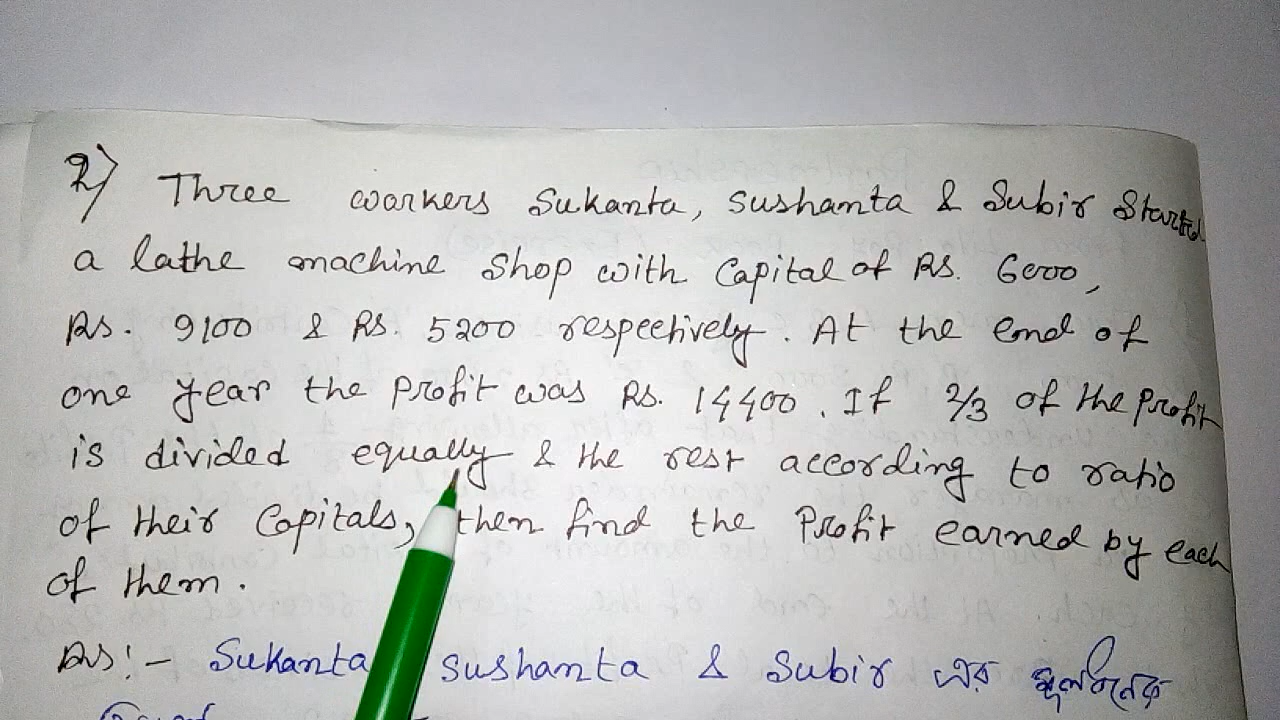 2) Three workers Sukanta, Sushanta & Subir Started
a lathe machine Shop with Capital of Rs. 6000,
Rs. 9100 & Rs. 5200 respectively. At the end of
one year the profit was Rs. 14400. If 2/3 of the profit
is divided equally & the rest according to ratio
of their Capitals, then find the Profit earned by each
of them.
As:- Sukanta Sushanta & Subir এর মূলধনের